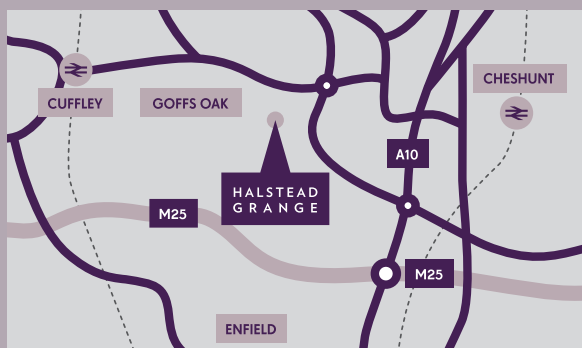 CHESHUNT
CUFFLEY
GOFFS OAK
A10
HALSTEAD
GRANGE
M25
M25
ENFIELD